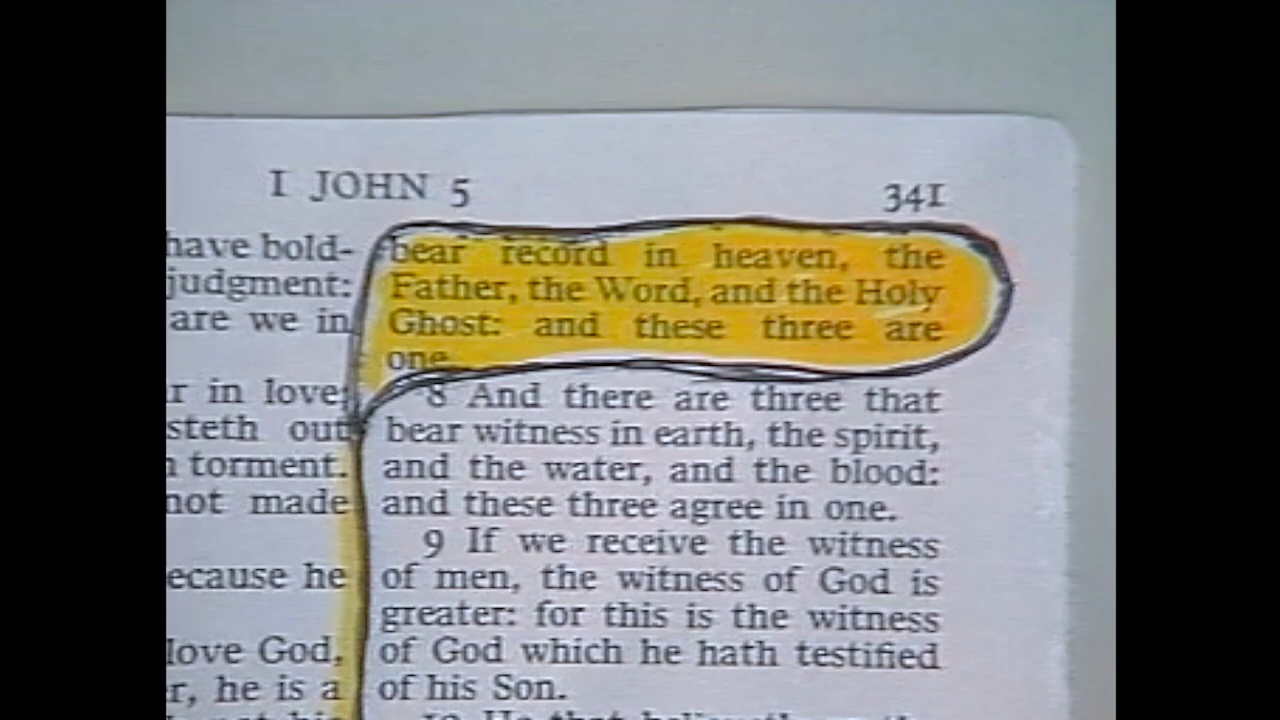 I JOHN 5
341
have bold-
judgment:
are we in
in love;
out
torment.
not made
he
love God,
he is a
bear record in heaven, the
Father, the Word, and the Holy
Ghost: and these three are
one.
8 And there are three that
bear witness in earth, the spirit,
and the water, and the blood:
and these three agree in one.
9 If we receive the witness
of men, the witness of God is
greater: for this is the witness
of God which he hath testified
of his Son.